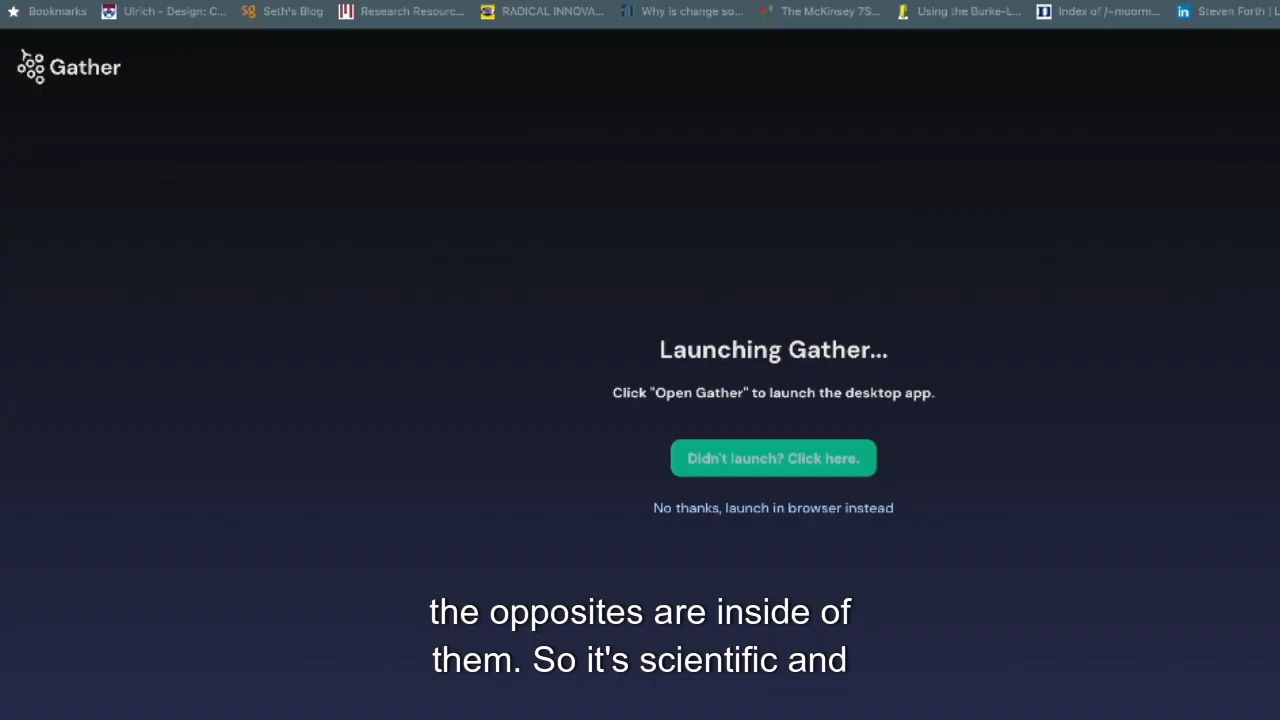 Bookmarks Ulrich - Design: C... Seth's Blog Research Resourc... RADICAL INNOVA... Why is change so... The McKinsey 7S... Using the Burke-L... Index of /~maarm... Steven Forth | L
Gather
Launching Gather...
Click "Open Gather" to launch the desktop app.
Didn't launch? Click here.
No thanks, launch in browser instead
the opposites are inside of
them. So it's scientific and